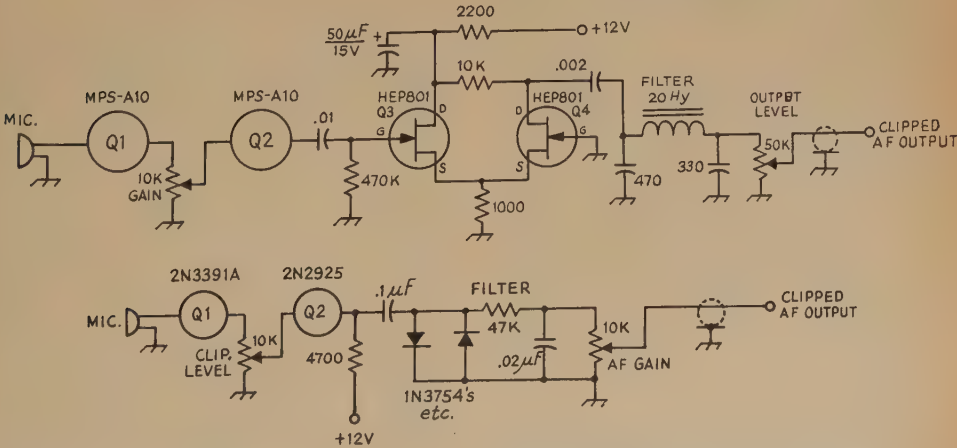 2200
+12V
50µF
15V
+
10K
.002
MPS-A10
MPS-A10
HEP801
Q3
HEP801
Q4
FILTER
20 Hy
OUTPBT
LEVEL
MIC.
Q1
Q2
.01
G
D
S
D
G
S
50K
CLIPPED
AF OUTPUT
10K
GAIN
470K
1000
470
330
2N3391A
2N2925
.1µF
FILTER
CLIPPED
AF OUTPUT
MIC.
Q1
Q2
10K
CLIP.
LEVEL
4700
47K
.02µF
10K
AF GAIN
1N3754's
etc.
+12V